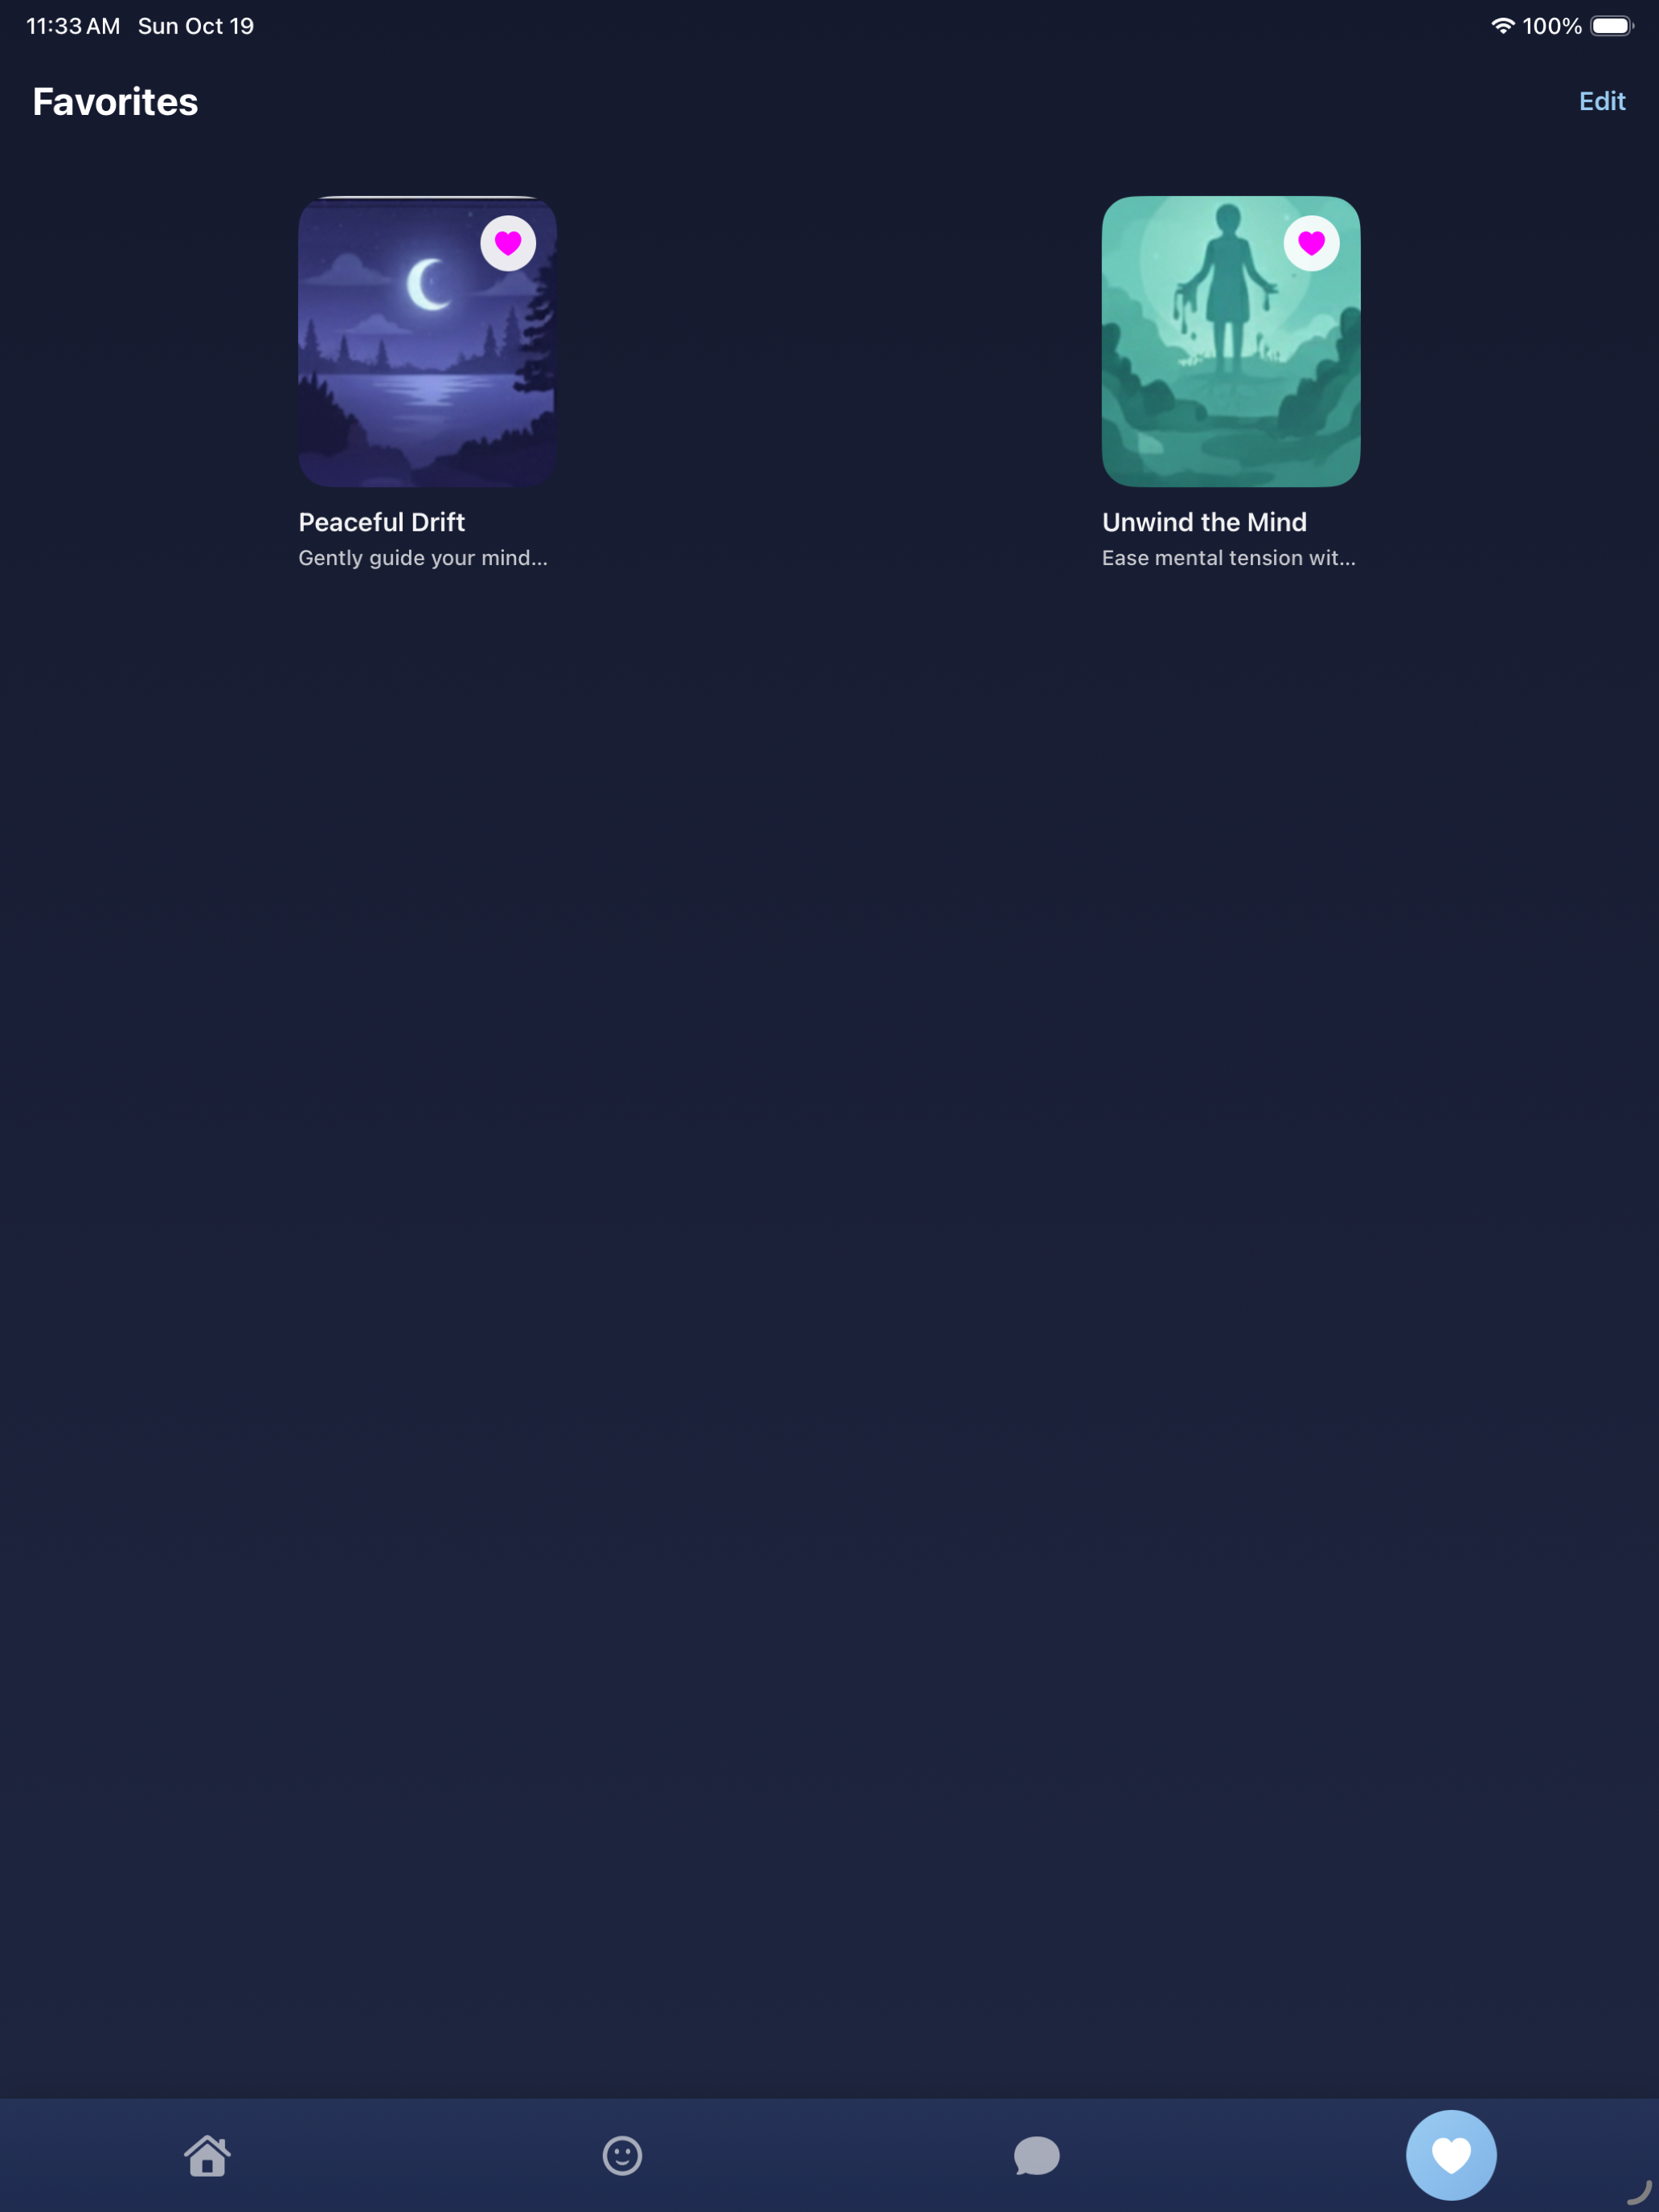 11:33 AM Sun Oct 19
100%
Favorites
Edit
Peaceful Drift
Gently guide your mind...
Unwind the Mind
Ease mental tension wit...